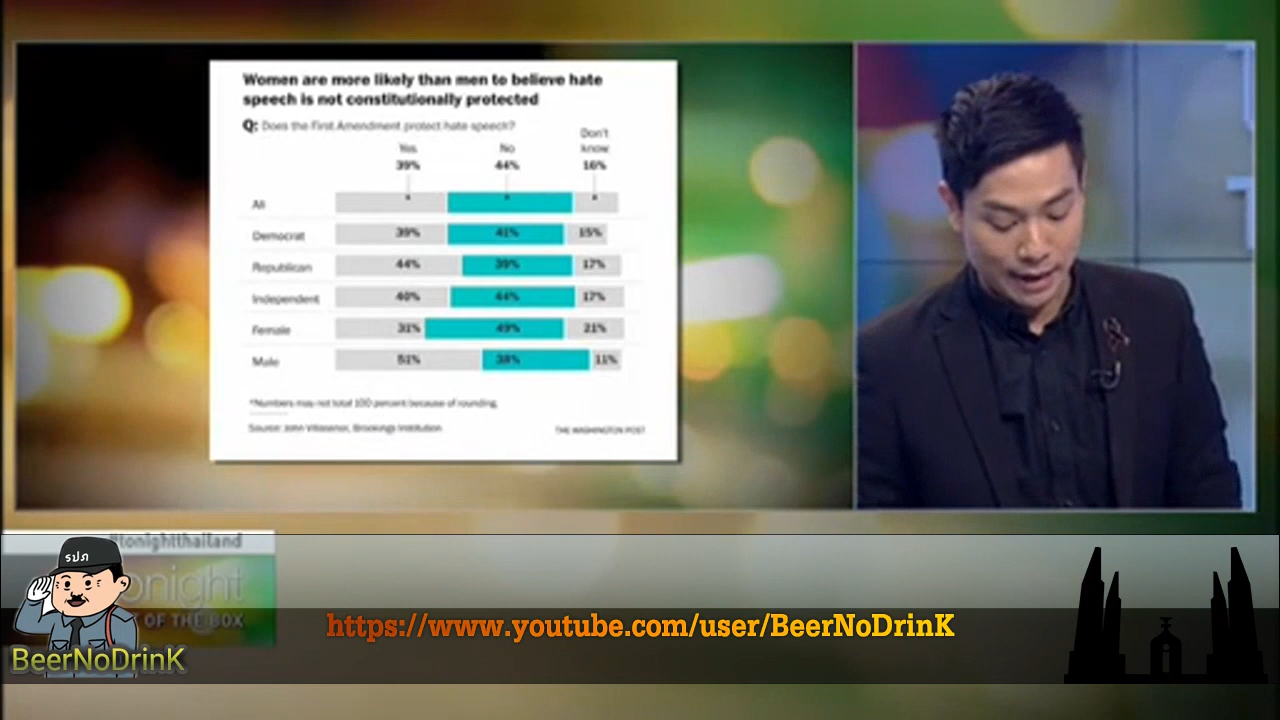 Women are more likely than men to believe hate
speech is not constitutionally protected
Q: Does the First Amendment protect hate speech?
Yes No Don't know
39% 44% 16%
All * * *
Democrat 39% 41% 15%
Republican 44% 39% 17%
Independent 40% 44% 17%
Female 31% 49% 21%
Male 51% 38% 11%
*Numbers may not total 100 percent because of rounding.
Source: John Villasenor, Brookings Institution THE WASHINGTON POST
#tonightthailand
รปภ
onight
OF THE BOX
https://www.youtube.com/user/BeerNoDrinK
BeerNoDrinK